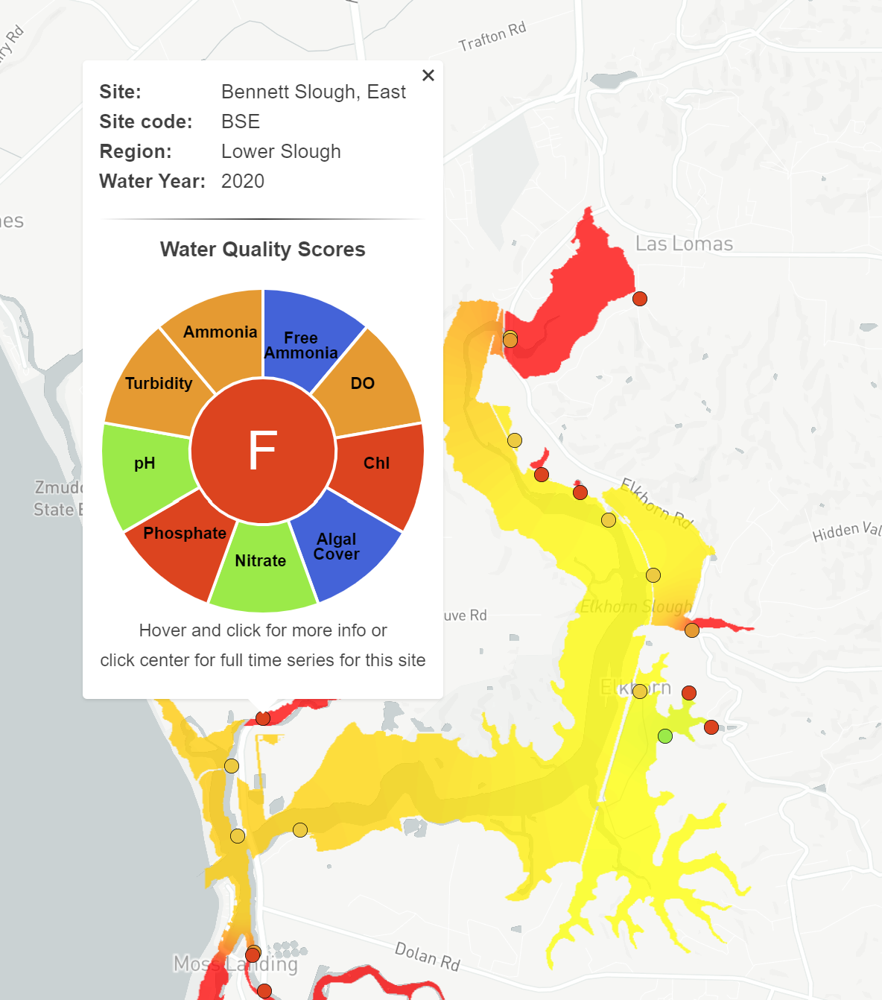 Trafton Rd
ry Rd
Site: Bennett Slough, East
Site code: BSE
Region: Lower Slough
Water Year: 2020
es
Las Lomas
Water Quality Scores
Ammonia
Free
Ammonia
Turbidity
DO
F
pH
Chl
Phosphate
Algal
Cover
Nitrate
Zmud
State B
Elkhorn Rd
Hidden Val
Elkhorn Slough
uve Rd
Hover and click for more info or
click center for full time series for this site
Elkhorn
Moss Landing
Dolan Rd